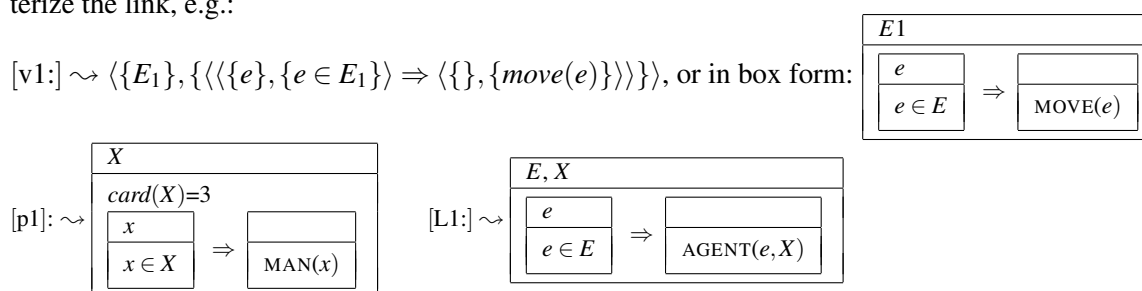 terize the link, e.g.:
[v1:] ⇝ ⟨{E₁}, {⟨⟨{e}, {e ∈ E₁}⟩ ⇒ ⟨{}, {move(e)}⟩⟩}⟩, or in box form:
E1
e
e ∈ E
⇒
MOVE(e)
[p1]: ⇝
X
card(X)=3
x
x ∈ X
⇒
MAN(x)
[L1:] ⇝
E, X
e
e ∈ E
⇒
AGENT(e, X)